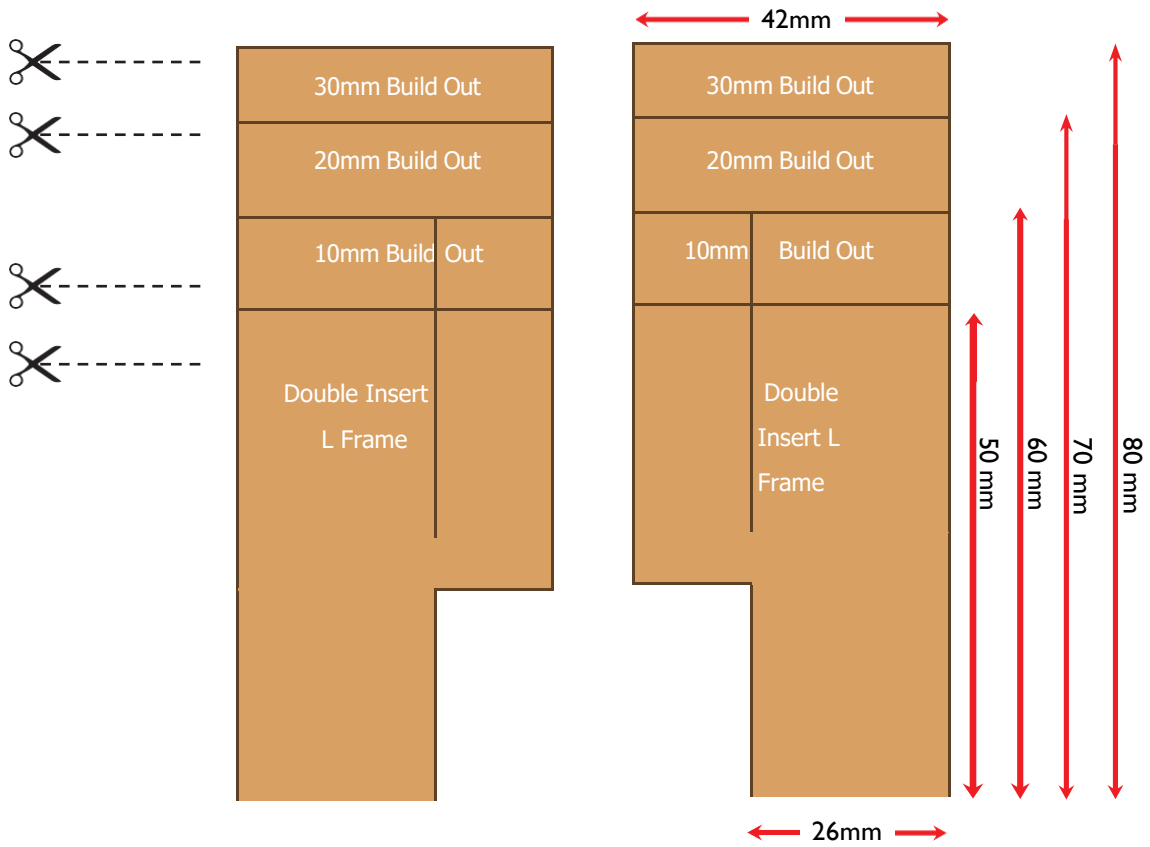 42mm
30mm Build Out
20mm Build Out
10mm Build Out
Double Insert
L Frame
30mm Build Out
20mm Build Out
10mm Build Out
Double
Insert L
Frame
50 mm
60 mm
70 mm
80 mm
26mm